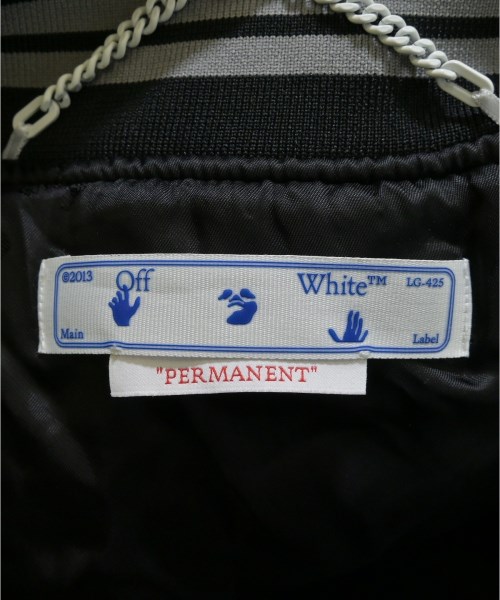 ©2013 Off White™ LG-425
Main Label
"PERMANENT"